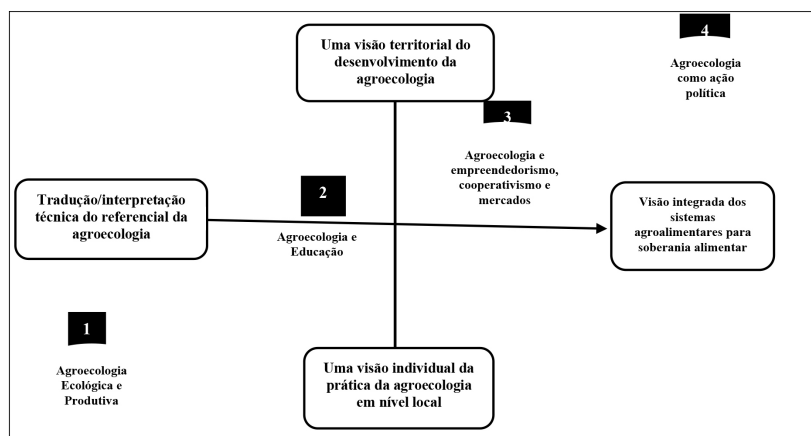 Uma visão territorial do
desenvolvimento da
agroecologia
4
Agroecologia
como ação
política
3
Agroecologia e
empreendedorismo,
cooperativismo e
mercados
Tradução/interpretação
técnica do referencial da
agroecologia
2
Agroecologia e
Educação
Visão integrada dos
sistemas
agroalimentares para
soberania alimentar
1
Agroecologia
Ecológica e
Produtiva
Uma visão individual da
prática da agroecologia
em nível local